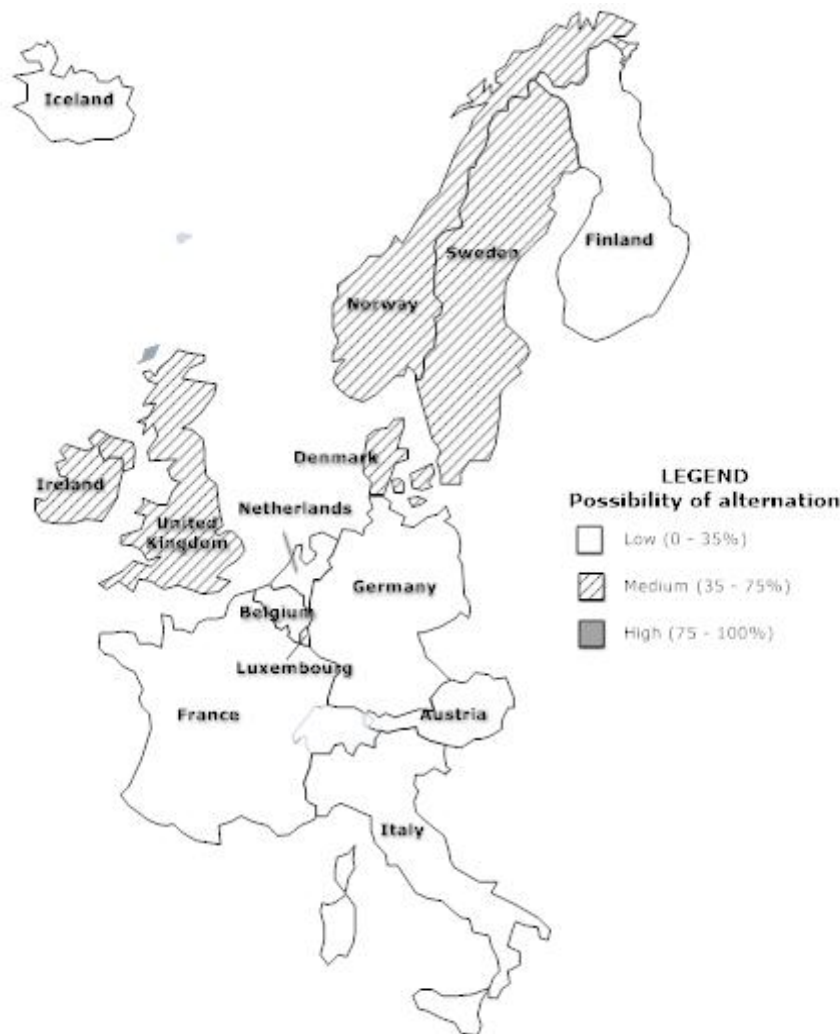 Iceland
Finland
Sweden
Norway
Denmark
Ireland
Netherlands
United
Kingdom
Germany
Belgium
Luxembourg
France
Austria
Italy
LEGEND
Possibility of alternation
Low (0 - 35%)
Medium (35 - 75%)
High (75 - 100%)